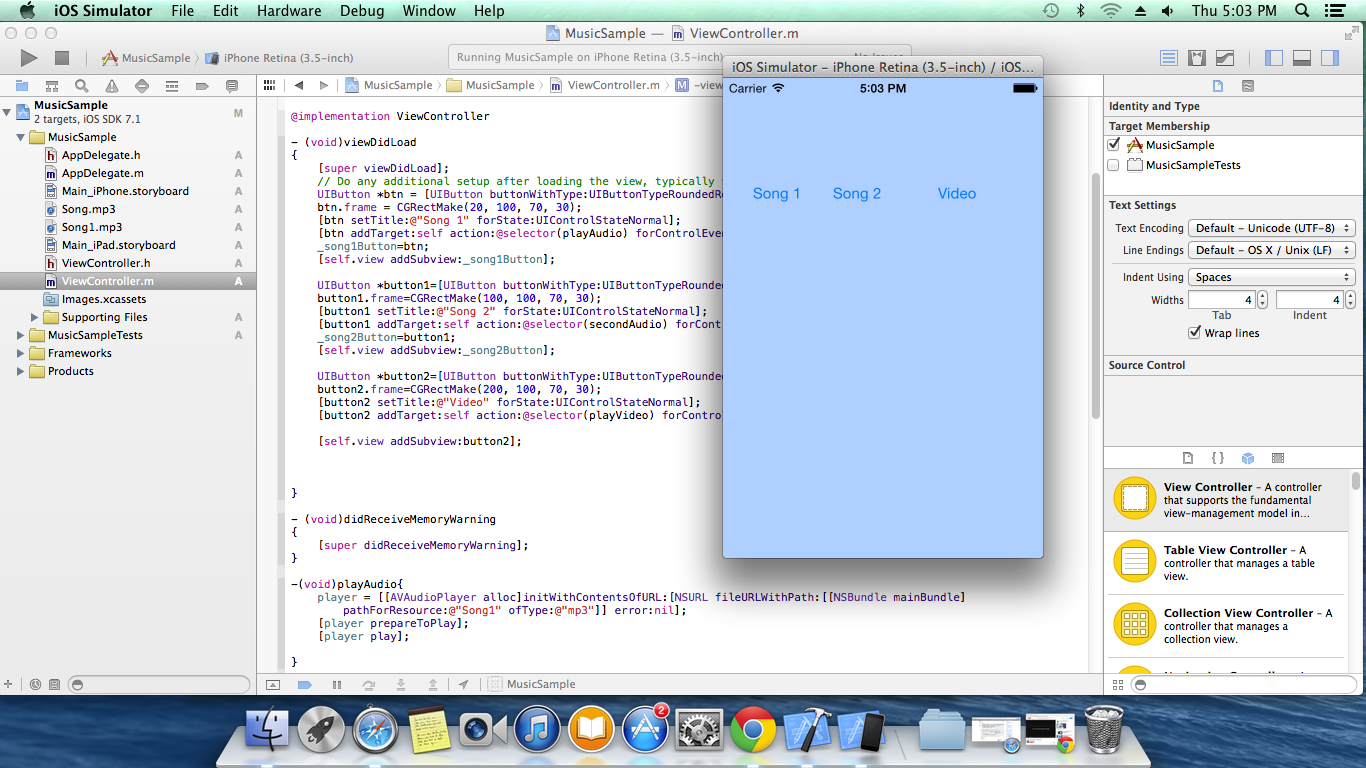 iOS Simulator File Edit Hardware Debug Window Help Thu 5:03 PM
MusicSample — ViewController.m
MusicSample iPhone Retina (3.5-inch)
Running MusicSample on iPhone Retina (3.5-inch)
No Issues
MusicSample MusicSample ViewController.m
MusicSample M
2 targets, iOS SDK 7.1
MusicSample
AppDelegate.h A
AppDelegate.m A
Main_iPhone.storyboard A
Song.mp3 A
Song1.mp3 A
Main_iPad.storyboard A
ViewController.h A
ViewController.m A
Images.xcassets
Supporting Files A
MusicSampleTests A
Frameworks
Products
@implementation ViewController
- (void)viewDidLoad
{
[super viewDidLoad];
// Do any additional setup after loading the view, typically
UIButton *btn = [UIButton buttonWithType:UIButtonTypeRoundedRe
btn.frame = CGRectMake(20, 100, 70, 30);
[btn setTitle:@"Song 1" forState:UIControlStateNormal];
[btn addTarget:self action:@selector(playAudio) forControlEve
_song1Button=btn;
[self.view addSubview:_song1Button];
UIButton *button1=[UIButton buttonWithType:UIButtonTypeRounde
button1.frame=CGRectMake(100, 100, 70, 30);
[button1 setTitle:@"Song 2" forState:UIControlStateNormal];
[button1 addTarget:self action:@selector(secondAudio) forCont
_song2Button=button1;
[self.view addSubview:_song2Button];
UIButton *button2=[UIButton buttonWithType:UIButtonTypeRounde
button2.frame=CGRectMake(200, 100, 70, 30);
[button2 setTitle:@"Video" forState:UIControlStateNormal];
[button2 addTarget:self action:@selector(playVideo) forContro
[self.view addSubview:button2];
}
- (void)didReceiveMemoryWarning
{
[super didReceiveMemoryWarning];
}
-(void)playAudio{
player = [[AVAudioPlayer alloc]initWithContentsOfURL:[NSURL fileURLWithPath:[[NSBundle mainBundle]
pathForResource:@"Song1" ofType:@"mp3"]] error:nil];
[player prepareToPlay];
[player play];
}
MusicSample
iOS Simulator – iPhone Retina (3.5-inch) / iOS...
Carrier 5:03 PM
Song 1 Song 2 Video
Identity and Type
Target Membership
MusicSample
MusicSampleTests
Text Settings
Text Encoding Default – Unicode (UTF-8)
Line Endings Default – OS X / Unix (LF)
Indent Using Spaces
Widths 4 4
Tab Indent
Wrap lines
Source Control
{ }
View Controller – A controller
that supports the fundamental
view-management model in...
Table View Controller – A
controller that manages a table
view.
Collection View Controller – A
controller that manages a
collection view.
2